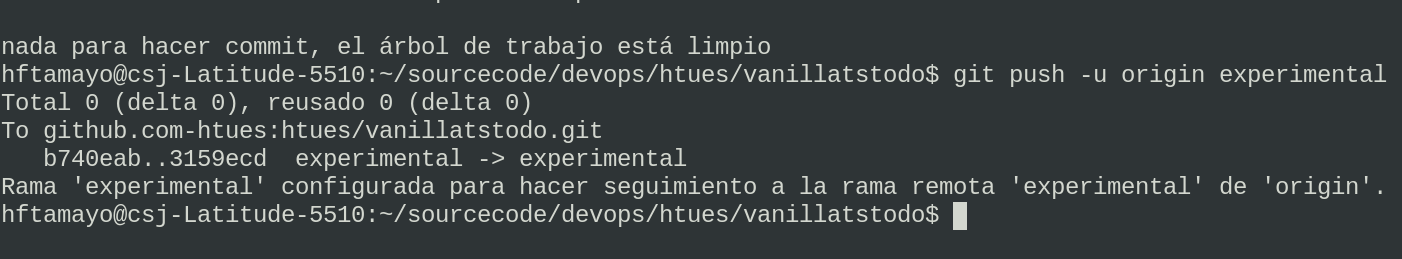 nada para hacer commit, el árbol de trabajo está limpio
hftamayo@csj-Latitude-5510:~/sourcecode/devops/htues/vanillatstodo$ git push -u origin experimental
Total 0 (delta 0), reusado 0 (delta 0)
To github.com-htues:htues/vanillatstodo.git
   b740eab..3159ecd  experimental -> experimental
Rama 'experimental' configurada para hacer seguimiento a la rama remota 'experimental' de 'origin'.
hftamayo@csj-Latitude-5510:~/sourcecode/devops/htues/vanillatstodo$